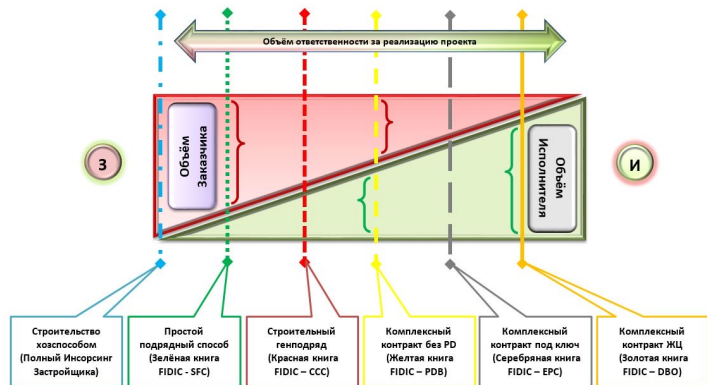 Объём ответственности за реализацию проекта
З
Объём
Заказчика
Объём
Исполнителя
И
Строительство
хозспособом
(Полный Инсорсинг
Застройщика)
Простой
подрядный способ
(Зелёная книга
FIDIC - SFC)
Строительный
генподряд
(Красная книга
FIDIC – CCC)
Комплексный
контракт без PD
(Желтая книга
FIDIC – PDB)
Комплексный
контракт под ключ
(Серебряная книга
FIDIC – EPC)
Комплексный
контракт ЖЦ
(Золотая книга
FIDIC – DBO)